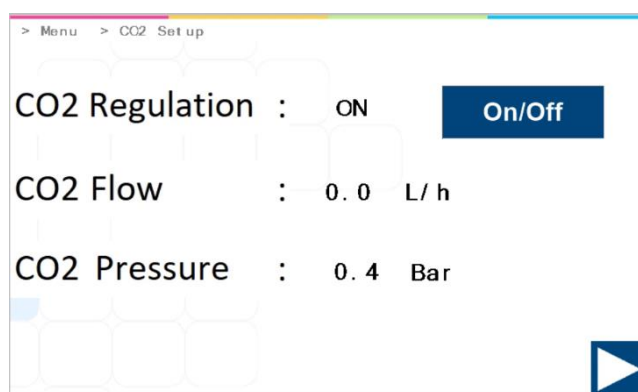 > Menu > CO2 Set up
CO2 Regulation : ON On/Off
CO2 Flow : 0.0 L/h
CO2 Pressure : 0.4 Bar